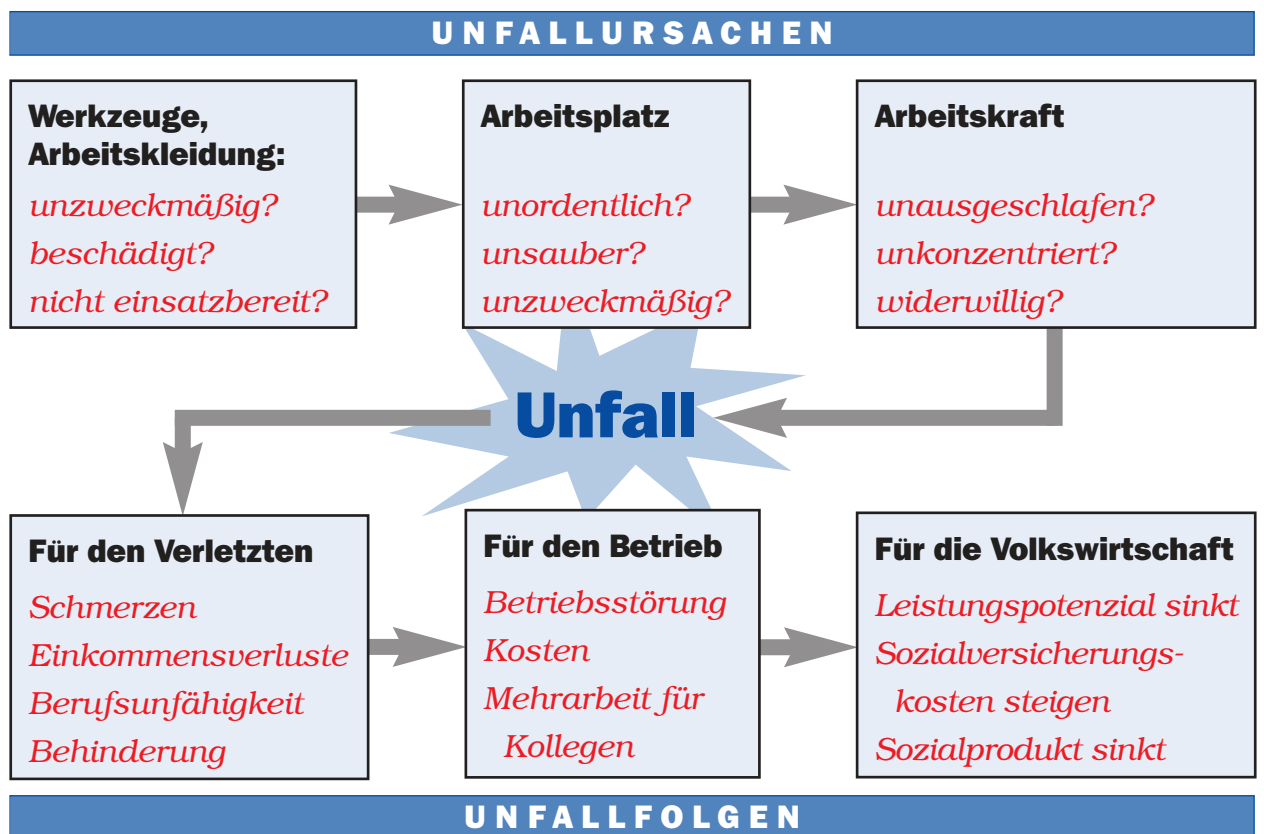 UNFALLURSACHEN
Werkzeuge,
Arbeitskleidung:
unzweckmäßig?
beschädigt?
nicht einsatzbereit?
Arbeitsplatz
unordentlich?
unsauber?
unzweckmäßig?
Arbeitskraft
unausgeschlafen?
unkonzentriert?
widerwillig?
Unfall
Für den Verletzten
Schmerzen
Einkommensverluste
Berufsunfähigkeit
Behinderung
Für den Betrieb
Betriebsstörung
Kosten
Mehrarbeit für
Kollegen
Für die Volkswirtschaft
Leistungspotenzial sinkt
Sozialversicherungs-
kosten steigen
Sozialprodukt sinkt
UNFALLFOLGEN